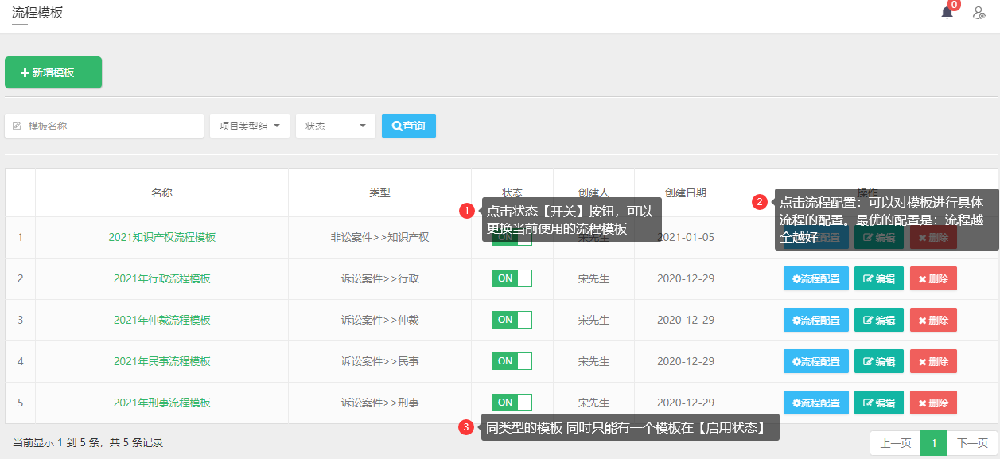 流程模板
0
新增模板
模板名称
项目类型组
状态
查询
名称
类型
状态
创建人
创建日期
操作
1
点击状态【开关】按钮，可以
更换当前使用的流程模板
2
点击流程配置：可以对模板进行具体
流程的配置。最优的配置是：流程越
全越好
1 2021知识产权流程模板 非讼案件>>知识产权 ON 宋先生 2021-01-05 流程配置 编辑 删除
2 2021年行政流程模板 诉讼案件>>行政 ON 宋先生 2020-12-29 流程配置 编辑 删除
3 2021年仲裁流程模板 诉讼案件>>仲裁 ON 宋先生 2020-12-29 流程配置 编辑 删除
4 2021年民事流程模板 诉讼案件>>民事 ON 宋先生 2020-12-29 流程配置 编辑 删除
5 2021年刑事流程模板 诉讼案件>>刑事 ON 宋先生 2020-12-29 流程配置 编辑 删除
3
同类型的模板 同时只能有一个模板在【启用状态】
当前显示 1 到 5 条，共 5 条记录
上一页 1 下一页